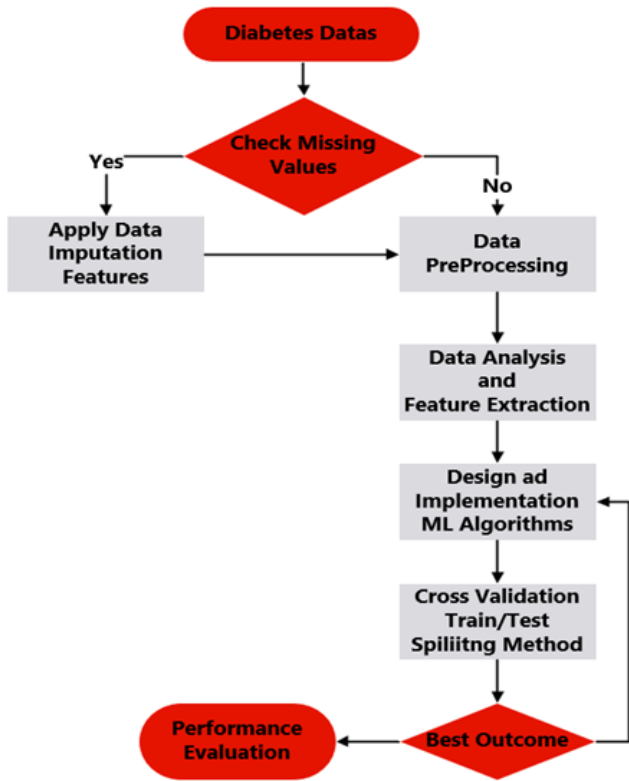 Diabetes Datas
Check Missing
Values
Yes
No
Apply Data
Imputation
Features
Data
PreProcessing
Data Analysis
and
Feature Extraction
Design ad
Implementation
ML Algorithms
Cross Validation
Train/Test
Spiliitng Method
Best Outcome
Performance
Evaluation